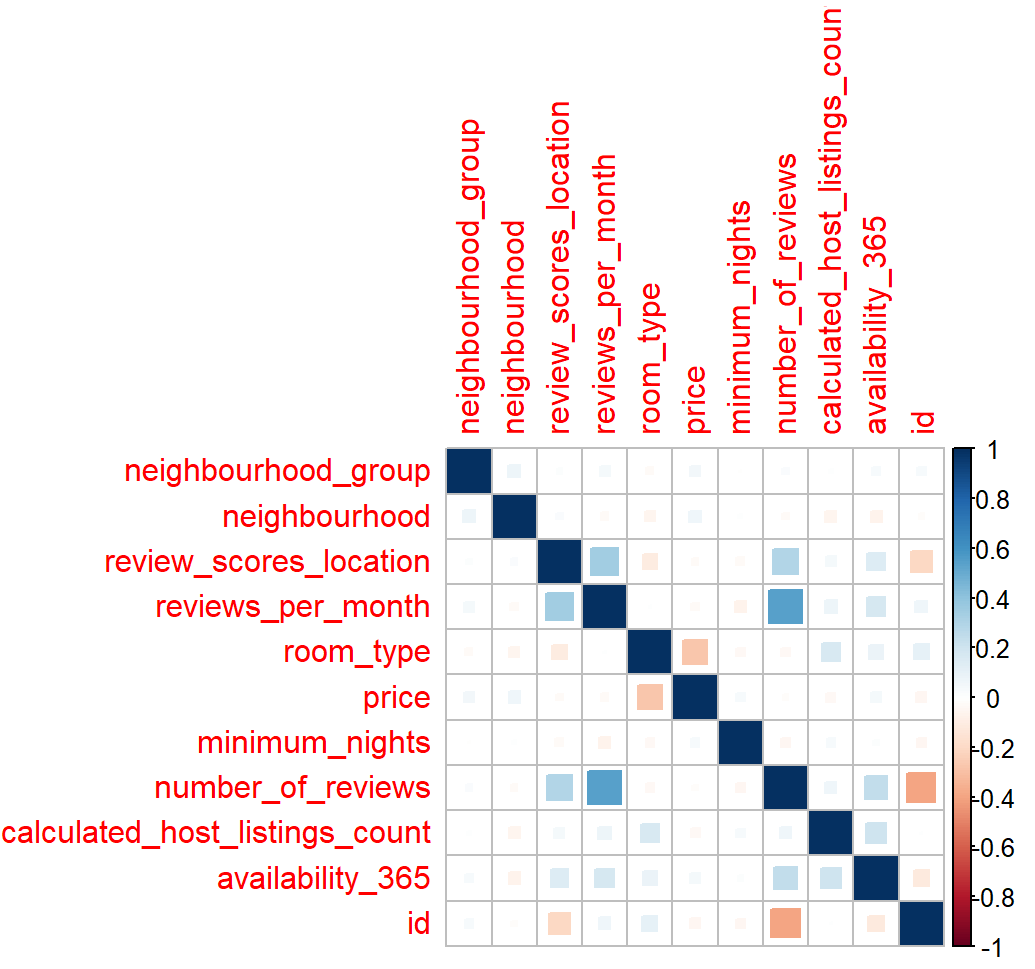 neighbourhood_group
neighbourhood
review_scores_location
reviews_per_month
room_type
price
minimum_nights
number_of_reviews
calculated_host_listings_coun
availability_365
id
neighbourhood_group
neighbourhood
review_scores_location
reviews_per_month
room_type
price
minimum_nights
number_of_reviews
calculated_host_listings_count
availability_365
id
1
0.8
0.6
0.4
0.2
0
-0.2
-0.4
-0.6
-0.8
-1